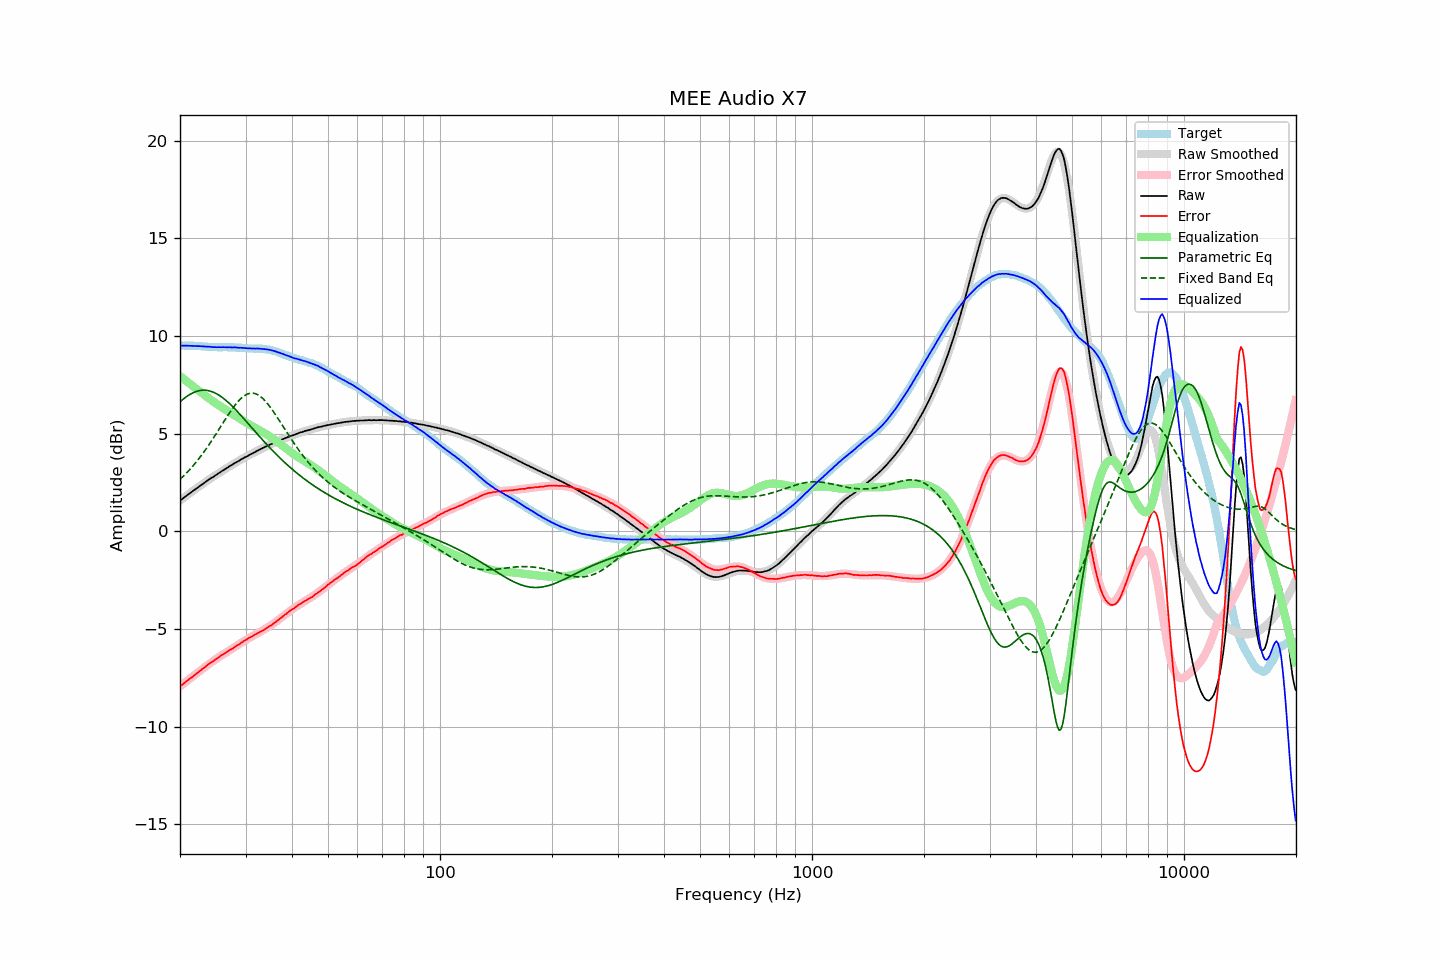 MEE Audio X7
Target
Raw Smoothed
Error Smoothed
Raw
Error
Equalization
Parametric Eq
Fixed Band Eq
Equalized
Amplitude (dBr)
20
15
10
5
0
−5
−10
−15
100 1000 10000
Frequency (Hz)